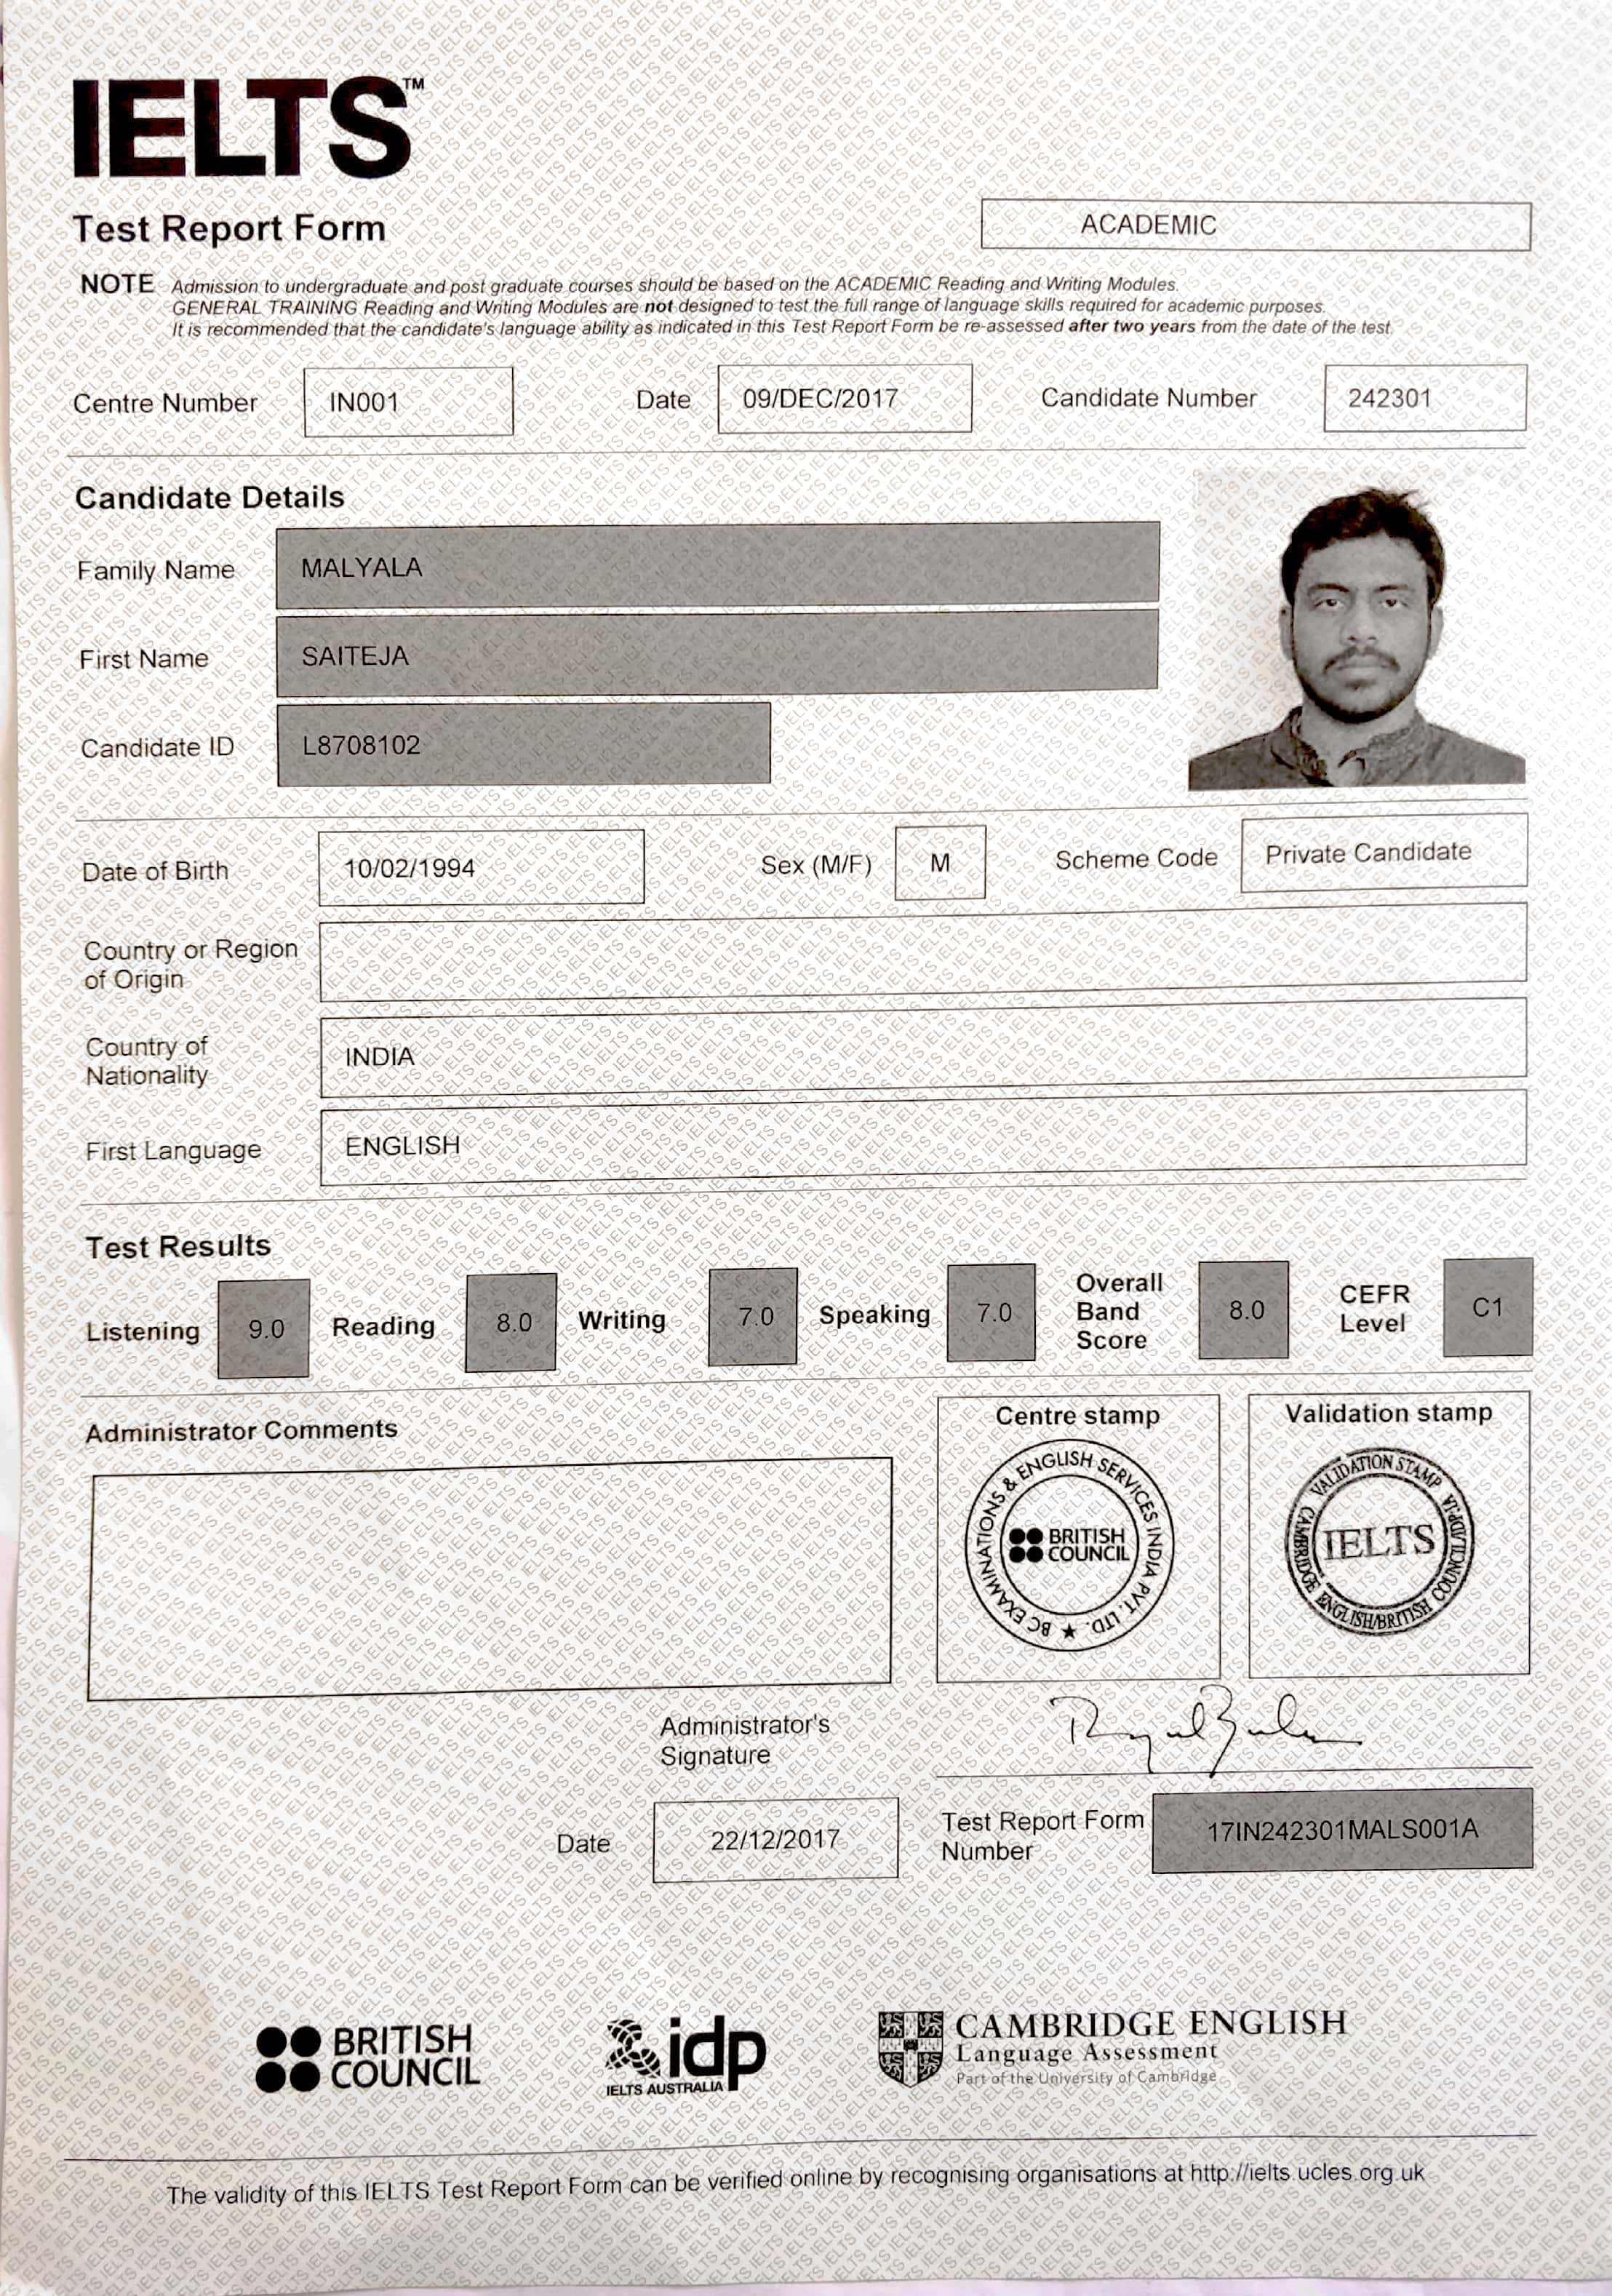 IELTS™
Test Report Form
ACADEMIC
NOTE Admission to undergraduate and post graduate courses should be based on the ACADEMIC Reading and Writing Modules.
GENERAL TRAINING Reading and Writing Modules are not designed to test the full range of language skills required for academic purposes.
It is recommended that the candidate's language ability as indicated in this Test Report Form be re-assessed after two years from the date of the test.
Centre Number IN001 Date 09/DEC/2017 Candidate Number 242301
Candidate Details
Family Name MALYALA
First Name SAITEJA
Candidate ID L8708102
Date of Birth 10/02/1994 Sex (M/F) M Scheme Code Private Candidate
Country or Region
of Origin
Country of
Nationality
INDIA
First Language ENGLISH
Test Results
Listening 9.0 Reading 8.0 Writing 7.0 Speaking 7.0
Overall
Band
Score
8.0
CEFR
Level
C1
Administrator Comments
Centre stamp
BC EXAMINATIONS & ENGLISH SERVICES INDIA PVT. LTD. ★
BRITISH
COUNCIL
Validation stamp
VALIDATION STAMP
CAMBRIDGE ENGLISH/BRITISH COUNCIL/IDP:IA
IELTS
Administrator's
Signature
Date 22/12/2017
Test Report Form
Number
17IN242301MALS001A
BRITISH
COUNCIL
idp
IELTS AUSTRALIA
CAMBRIDGE ENGLISH
Language Assessment
Part of the University of Cambridge
The validity of this IELTS Test Report Form can be verified online by recognising organisations at http://ielts.ucles.org.uk